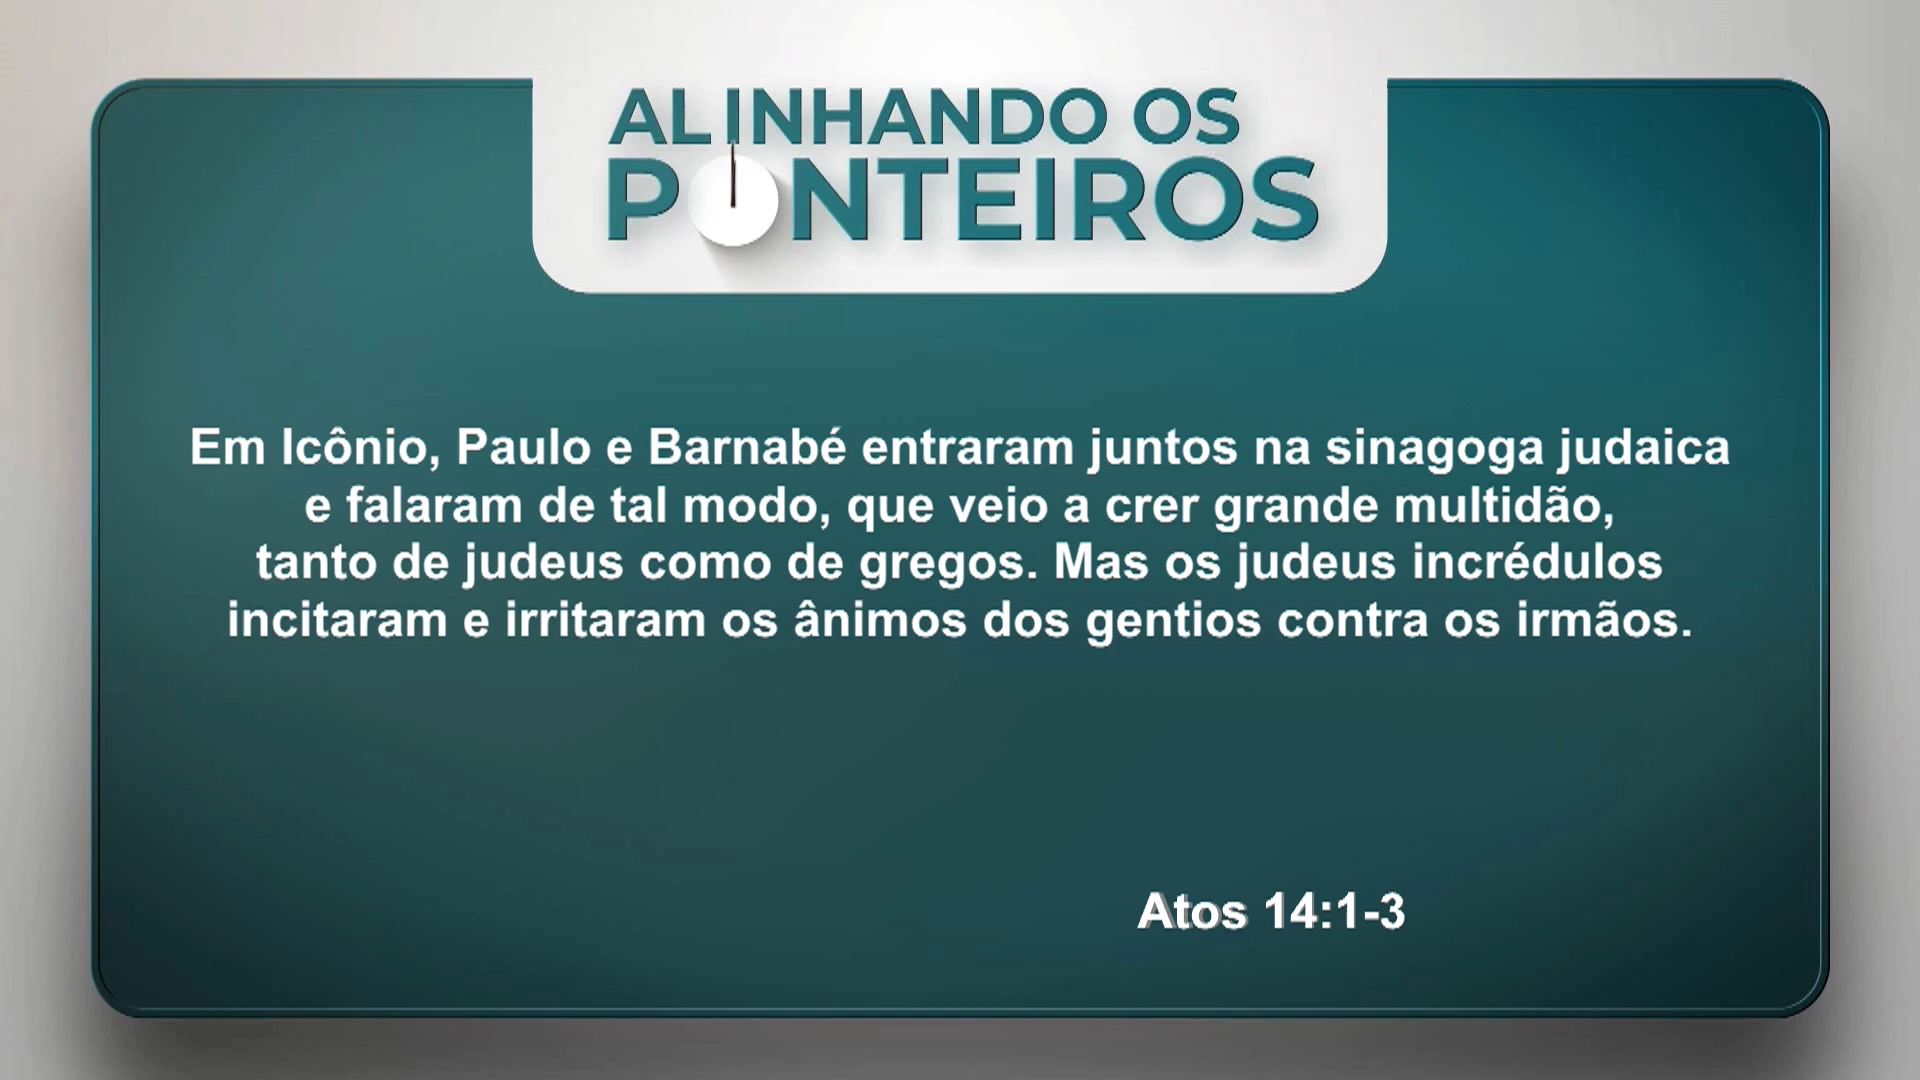 ALINHANDO OS
PONTEIROS
Em Icônio, Paulo e Barnabé entraram juntos na sinagoga judaica
e falaram de tal modo, que veio a crer grande multidão,
tanto de judeus como de gregos. Mas os judeus incrédulos
incitaram e irritaram os ânimos dos gentios contra os irmãos.
Atos 14:1-3